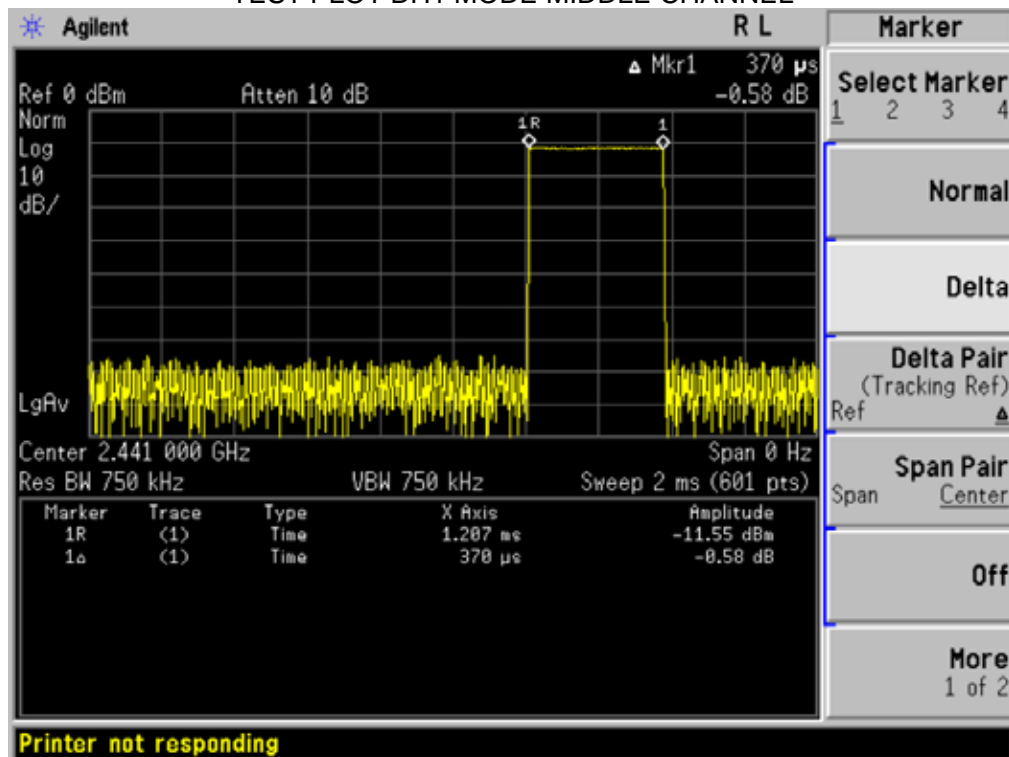 Agilent R L Marker
▲ Mkr1 370 µs
Ref 0 dBm Atten 10 dB -0.58 dB
Select Marker
1 2 3 4
Norm
Log
10
dB/
1R 1
Normal
Delta
Delta Pair
(Tracking Ref)
Ref ▲
LgAv
Center 2.441 000 GHz Span 0 Hz
Res BW 750 kHz VBW 750 kHz Sweep 2 ms (601 pts)
Span Pair
Span Center
Marker Trace Type X Axis Amplitude
1R (1) Time 1.207 ms -11.55 dBm
1▵ (1) Time 370 µs -0.58 dB
Off
More
1 of 2
Printer not responding